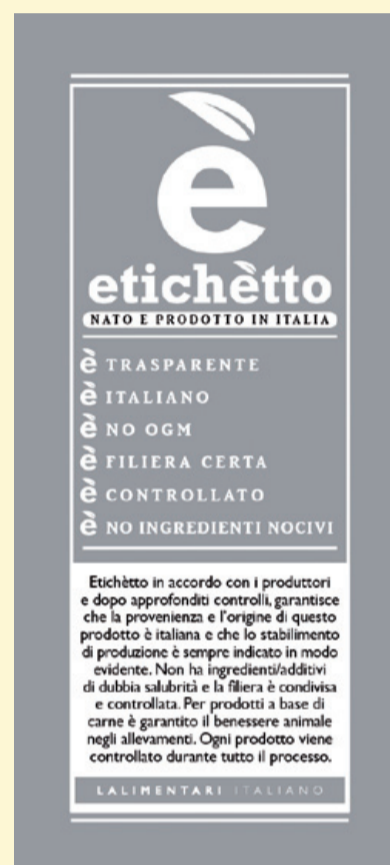 è
etichètto
NATO E PRODOTTO IN ITALIA
è TRASPARENTE
è ITALIANO
è NO OGM
è FILIERA CERTA
è CONTROLLATO
è NO INGREDIENTI NOCIVI
Etichètto in accordo con i produttori
e dopo approfonditi controlli, garantisce
che la provenienza e l'origine di questo
prodotto è italiana e che lo stabilimento
di produzione è sempre indicato in modo
evidente. Non ha ingredienti/additivi
di dubbia salubrità e la filiera è condivisa
e controllata. Per prodotti a base di
carne è garantito il benessere animale
negli allevamenti. Ogni prodotto viene
controllato durante tutto il processo.
LALIMENTARI ITALIANO